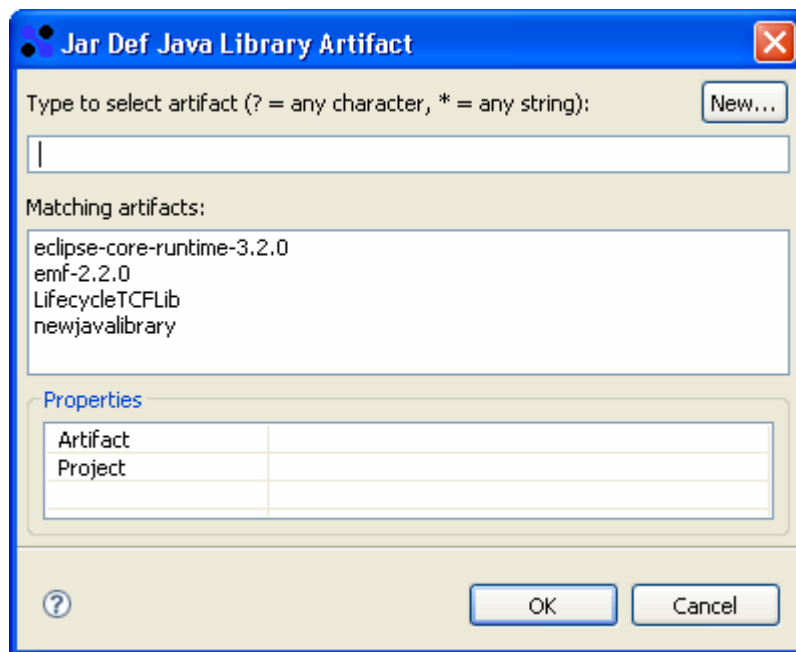 Jar Def Java Library Artifact
Type to select artifact (? = any character, * = any string):
New...
Matching artifacts:
eclipse-core-runtime-3.2.0
emf-2.2.0
LifecycleTCFLib
newjavalibrary
Properties
Artifact
Project
?
OK
Cancel